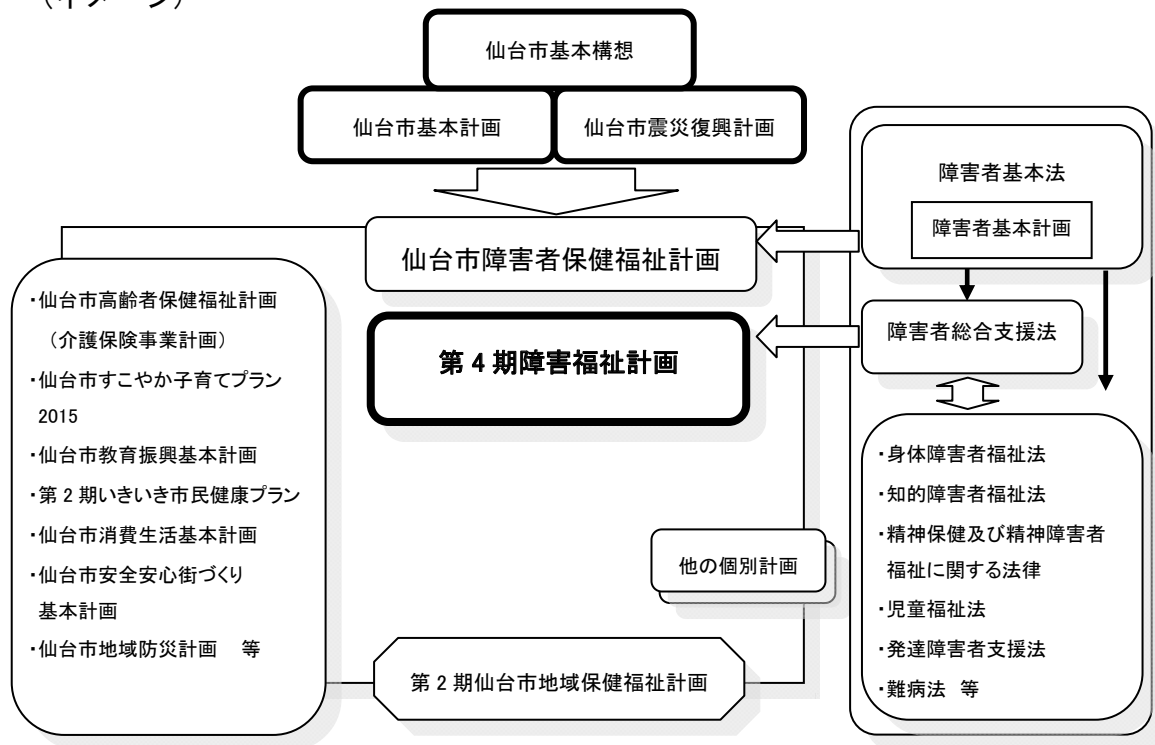 (イメージ)
仙台市基本構想
仙台市基本計画
仙台市震災復興計画
障害者基本法
障害者基本計画
仙台市障害者保健福祉計画
第4期障害福祉計画
障害者総合支援法
・仙台市高齢者保健福祉計画
(介護保険事業計画)
・仙台市すこやか子育てプラン
2015
・仙台市教育振興基本計画
・第2期いきいき市民健康プラン
・仙台市消費生活基本計画
・仙台市安全安心街づくり
基本計画
・仙台市地域防災計画 等
・身体障害者福祉法
・知的障害者福祉法
・精神保健及び精神障害者
福祉に関する法律
・児童福祉法
・発達障害者支援法
・難病法 等
他の個別計画
第2期仙台市地域保健福祉計画